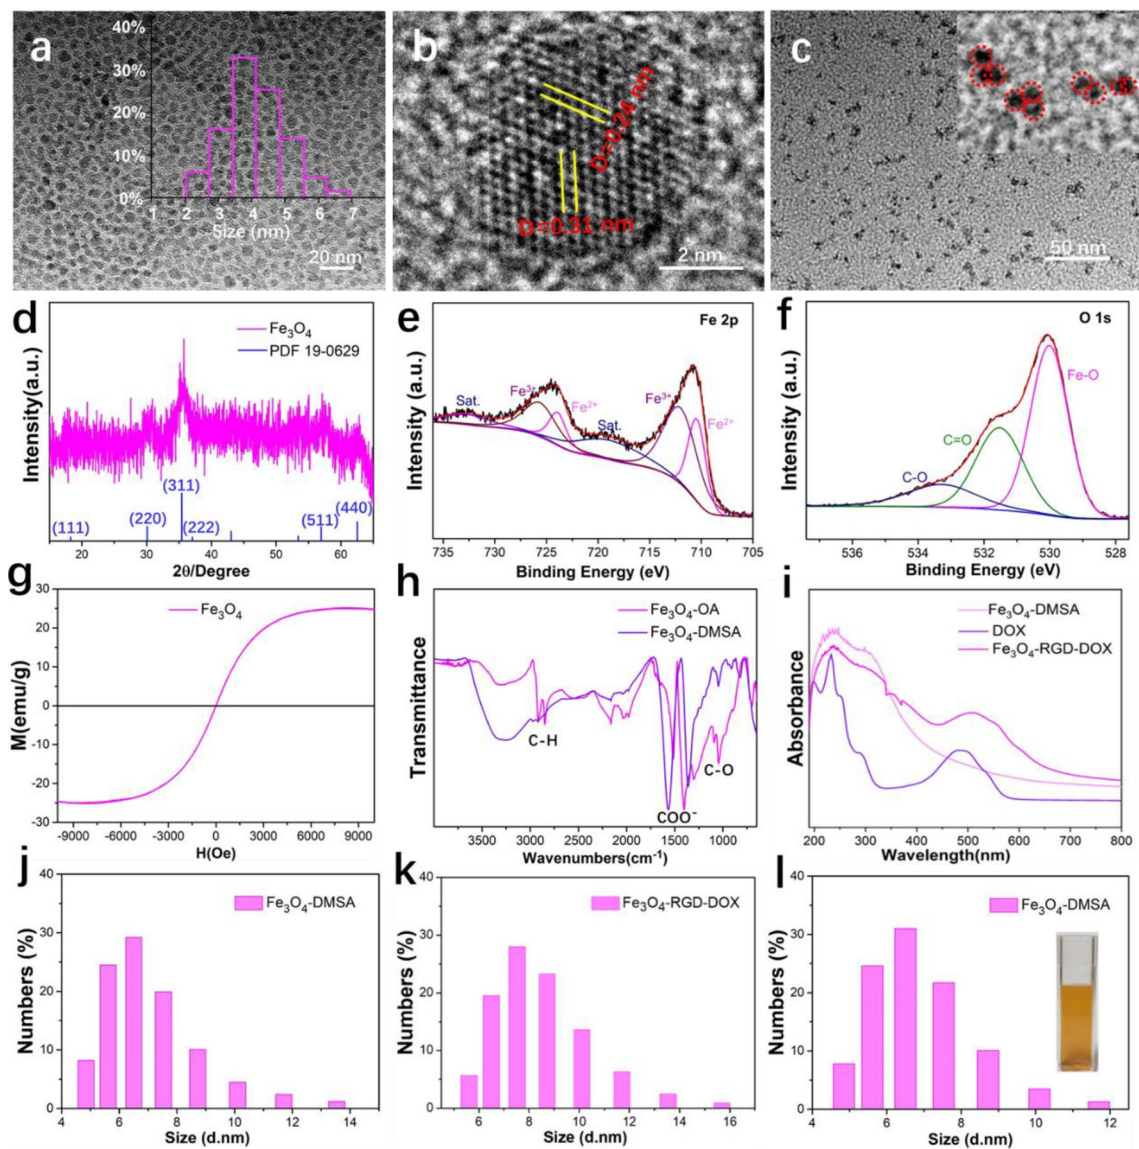 a
40%
30%
20%
10%
0%
1 2 3 4 5 6 7
Size (nm)
20 nm
b
D=0.24 nm
D=0.31 nm
2 nm
c
50 nm
d
Fe₃O₄
PDF 19-0629
Intensity(a.u.)
(111)
(220)
(311)
(222)
(511)
(440)
20 30 40 50 60
2θ/Degree
e
Fe 2p
Intensity (a.u.)
Sat.
Fe³⁺
Fe²⁺
Sat.
Fe³⁺
Fe²⁺
735 730 725 720 715 710 705
Binding Energy (eV)
f
O 1s
Intensity (a.u.)
Fe-O
C=O
C-O
536 534 532 530 528
Binding Energy (eV)
g
Fe₃O₄
M(emu/g)
30
20
10
0
-10
-20
-30
-9000 -6000 -3000 0 3000 6000 9000
H(Oe)
h
Fe₃O₄-OA
Fe₃O₄-DMSA
Transmittance
C-H
COO⁻
C-O
3500 3000 2500 2000 1500 1000
Wavenumbers(cm⁻¹)
i
Fe₃O₄-DMSA
DOX
Fe₃O₄-RGD-DOX
Absorbance
200 300 400 500 600 700 800
Wavelength(nm)
j
Fe₃O₄-DMSA
Numbers (%)
40
30
20
10
0
4 6 8 10 12 14
Size (d.nm)
k
Fe₃O₄-RGD-DOX
Numbers (%)
40
30
20
10
0
6 8 10 12 14 16
Size (d.nm)
l
Fe₃O₄-DMSA
Numbers (%)
40
30
20
10
0
4 6 8 10 12
Size (d.nm)